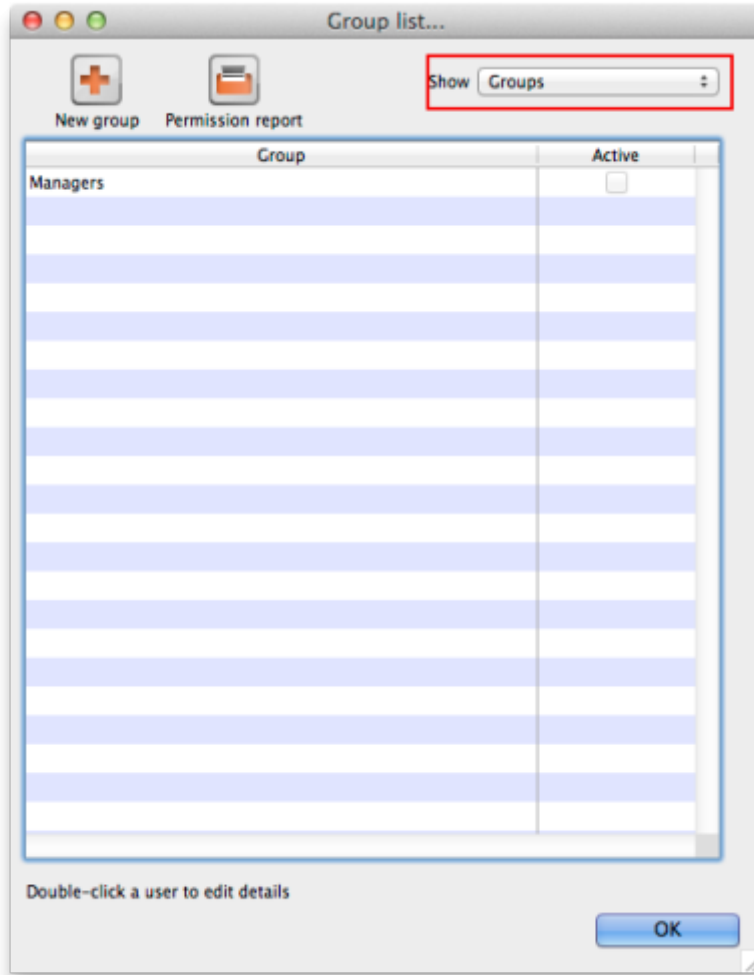 Group list...
Show Groups
New group Permission report
Group Active
Managers
Double-click a user to edit details
OK